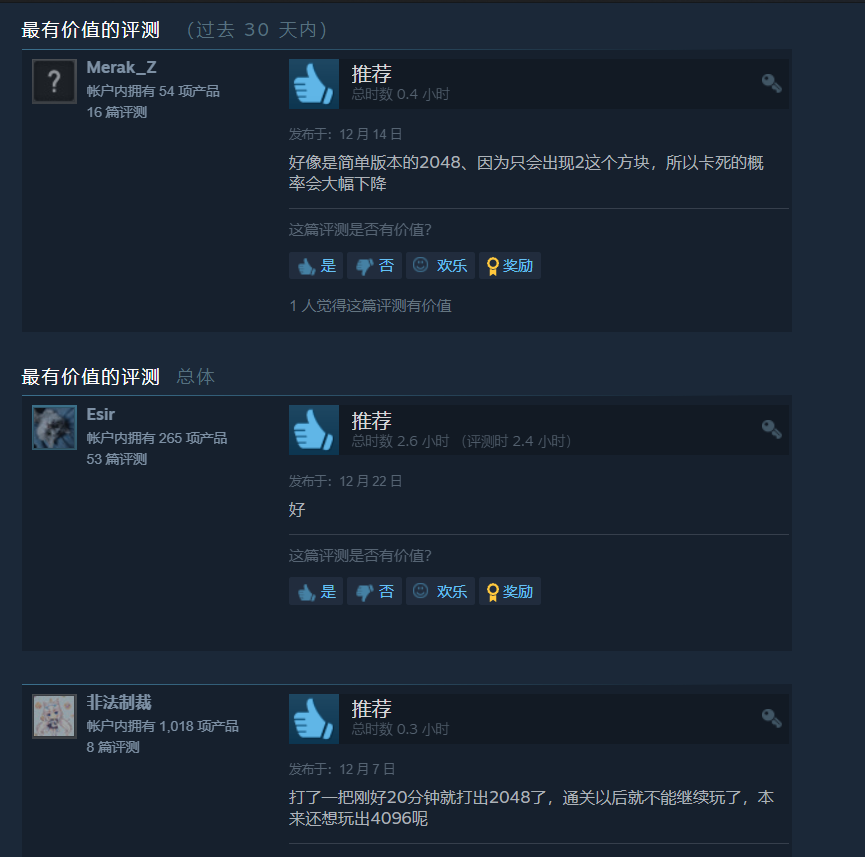 最有价值的评测 （过去 30 天内）
Merak_Z
帐户内拥有 54 项产品
16 篇评测
推荐
总时数 0.4 小时
发布于：12 月 14 日
好像是简单版本的2048、因为只会出现2这个方块，所以卡死的概
率会大幅下降
这篇评测是否有价值?
是 否 欢乐 奖励
1 人觉得这篇评测有价值
最有价值的评测 总体
Esir
帐户内拥有 265 项产品
53 篇评测
推荐
总时数 2.6 小时 （评测时 2.4 小时）
发布于：12 月 22 日
好
这篇评测是否有价值?
是 否 欢乐 奖励
非法制裁
帐户内拥有 1,018 项产品
8 篇评测
推荐
总时数 0.3 小时
发布于：12 月 7 日
打了一把刚好20分钟就打出2048了，通关以后就不能继续玩了，本
来还想玩出4096呢